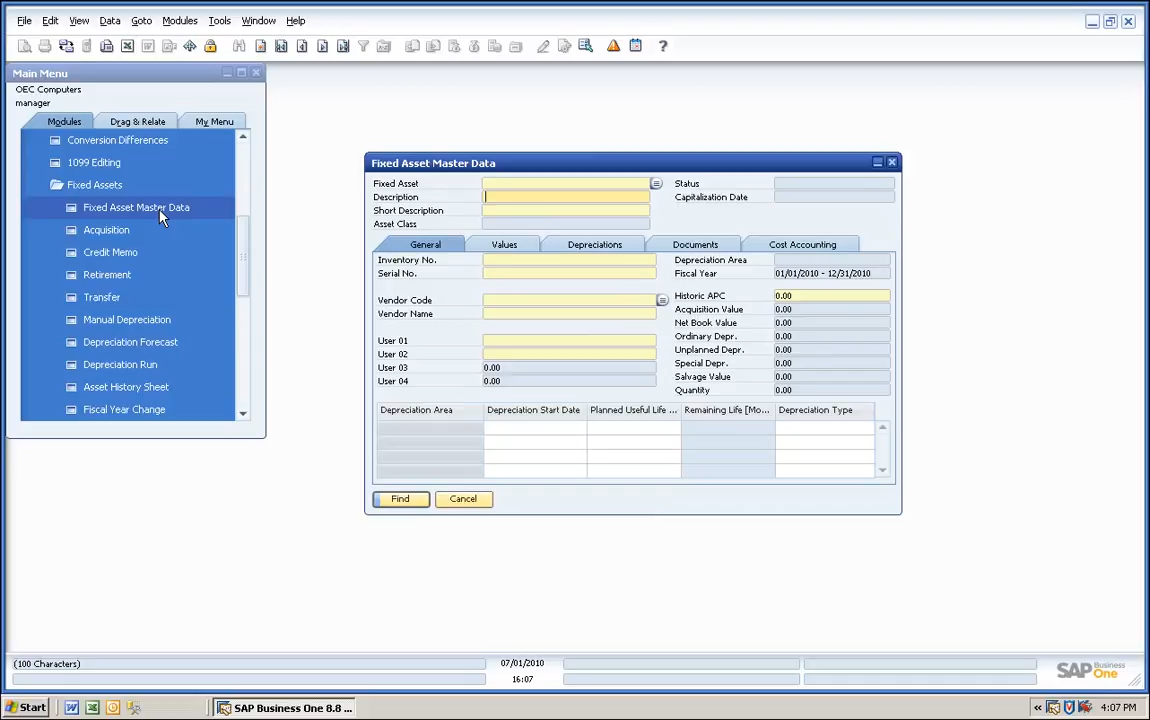 File Edit View Data Goto Modules Tools Window Help
Main Menu
OEC Computers
manager
Modules Drag & Relate My Menu
Conversion Differences
1099 Editing
Fixed Assets
Fixed Asset Master Data
Acquisition
Credit Memo
Retirement
Transfer
Manual Depreciation
Depreciation Forecast
Depreciation Run
Asset History Sheet
Fiscal Year Change
Fixed Asset Master Data
Fixed Asset Status
Description Capitalization Date
Short Description
Asset Class
General Values Depreciations Documents Cost Accounting
Inventory No. Depreciation Area
Serial No. Fiscal Year 01/01/2010 - 12/31/2010
Historic APC 0.00
Vendor Code Acquisition Value 0.00
Vendor Name Net Book Value 0.00
Ordinary Depr. 0.00
User 01 Unplanned Depr. 0.00
User 02 Special Depr. 0.00
User 03 0.00 Salvage Value 0.00
User 04 0.00 Quantity 0.00
Depreciation Area Depreciation Start Date Planned Useful Life ... Remaining Life [Mo... Depreciation Type
Find Cancel
(100 Characters) 07/01/2010
16:07
SAP Business One
Start SAP Business One 8.8 ... « 4:07 PM